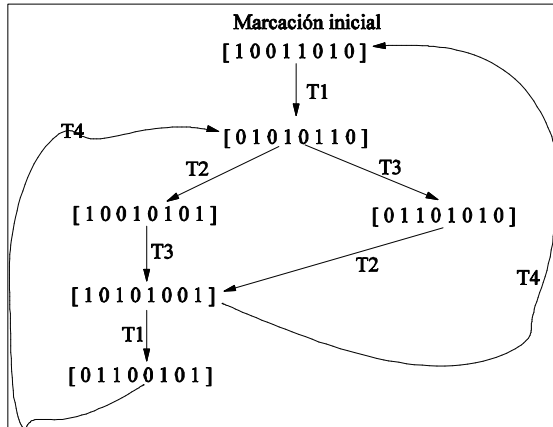 Marcación inicial
[ 1 0 0 1 1 0 1 0 ]
T1
T4
[ 0 1 0 1 0 1 1 0 ]
T2
T3
[ 1 0 0 1 0 1 0 1 ]
[ 0 1 1 0 1 0 1 0 ]
T3
T2
T4
[ 1 0 1 0 1 0 0 1 ]
T1
[ 0 1 1 0 0 1 0 1 ]